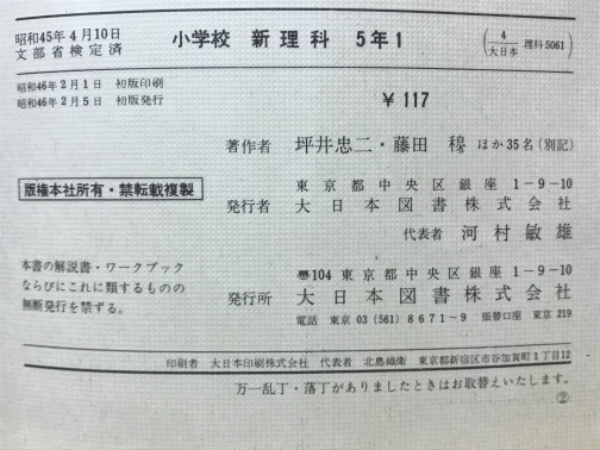 昭和45年4月10日
文部省検定済
小学校 新理科 5年1
4
大日本 理科5061
昭和46年2月1日 初版印刷
昭和46年2月5日 初版発行
¥117
著作者 坪井忠二・藤田 穆 ほか35名(別記)
版権本社所有・禁転載複製
東京都中央区銀座 1-9-10
発行者 大日本図書株式会社
代表者 河村敏雄
本書の解説書・ワークブック
ならびにこれに類するものの
無断発行を禁ずる。
104 東京都中央区銀座 1-9-10
発行所 大日本図書株式会社
電話 東京 03 (561) 8671-9 振替口座 東京 219
印刷者 大日本印刷株式会社 代表者 北島織衛 東京都新宿区市谷加賀町1丁目12
万一乱丁・落丁がありましたときはお取替えいたします。
②